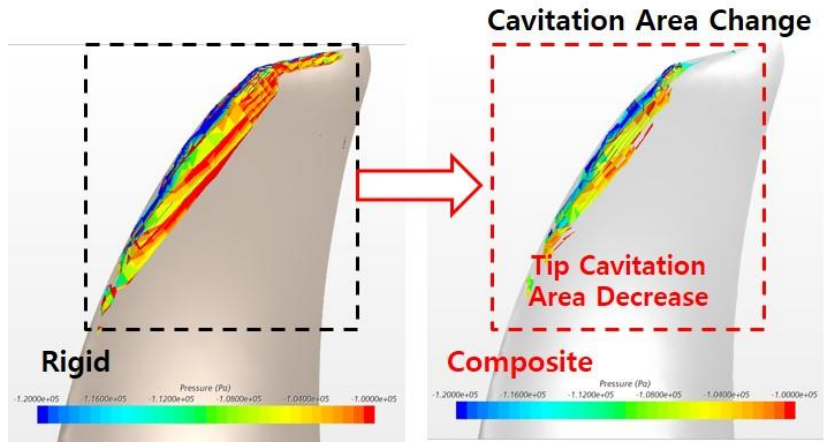 Cavitation Area Change
Tip Cavitation
Area Decrease
Rigid
Pressure (Pa)
-1.2000e+05 -1.1600e+05 -1.1200e+05 -1.0800e+05 -1.0400e+05 -1.0000e+05
Composite
Pressure (Pa)
-1.2000e+05 -1.1600e+05 -1.1200e+05 -1.0800e+05 -1.0400e+05 -1.0000e+05